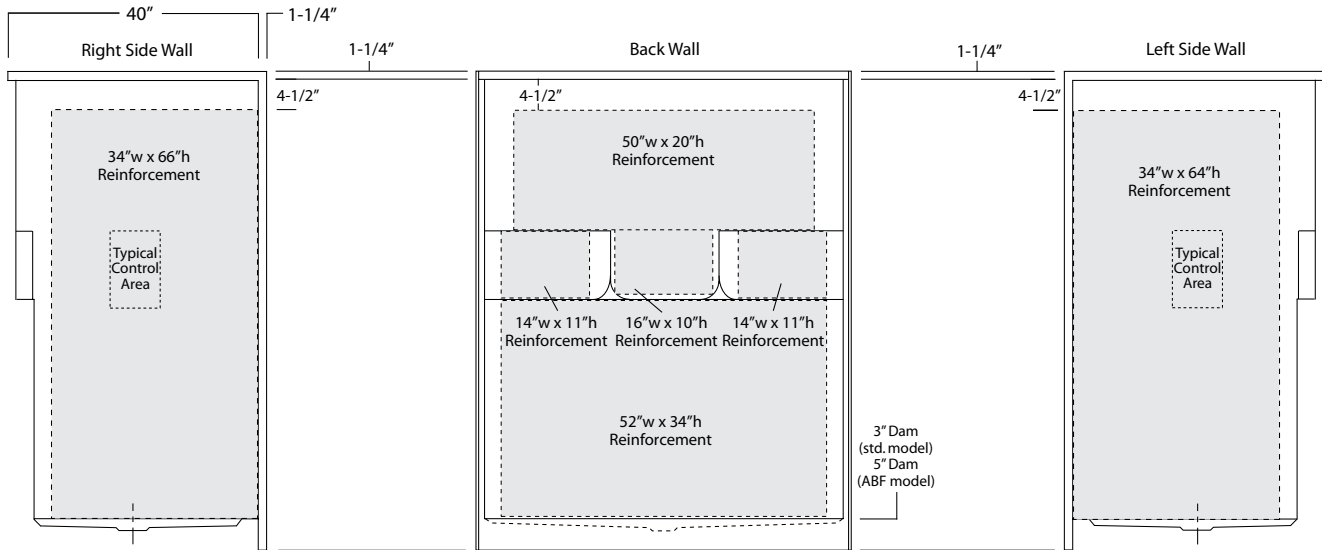 40”
1-1/4”
Right Side Wall
1-1/4”
Back Wall
1-1/4”
Left Side Wall
4-1/2”
4-1/2”
4-1/2”
50”w x 20”h
Reinforcement
34”w x 66”h
Reinforcement
34”w x 64”h
Reinforcement
Typical
Control
Area
Typical
Control
Area
14”w x 11”h
Reinforcement
16”w x 10”h
Reinforcement
14”w x 11”h
Reinforcement
52”w x 34”h
Reinforcement
3” Dam
(std. model)
5” Dam
(ABF model)